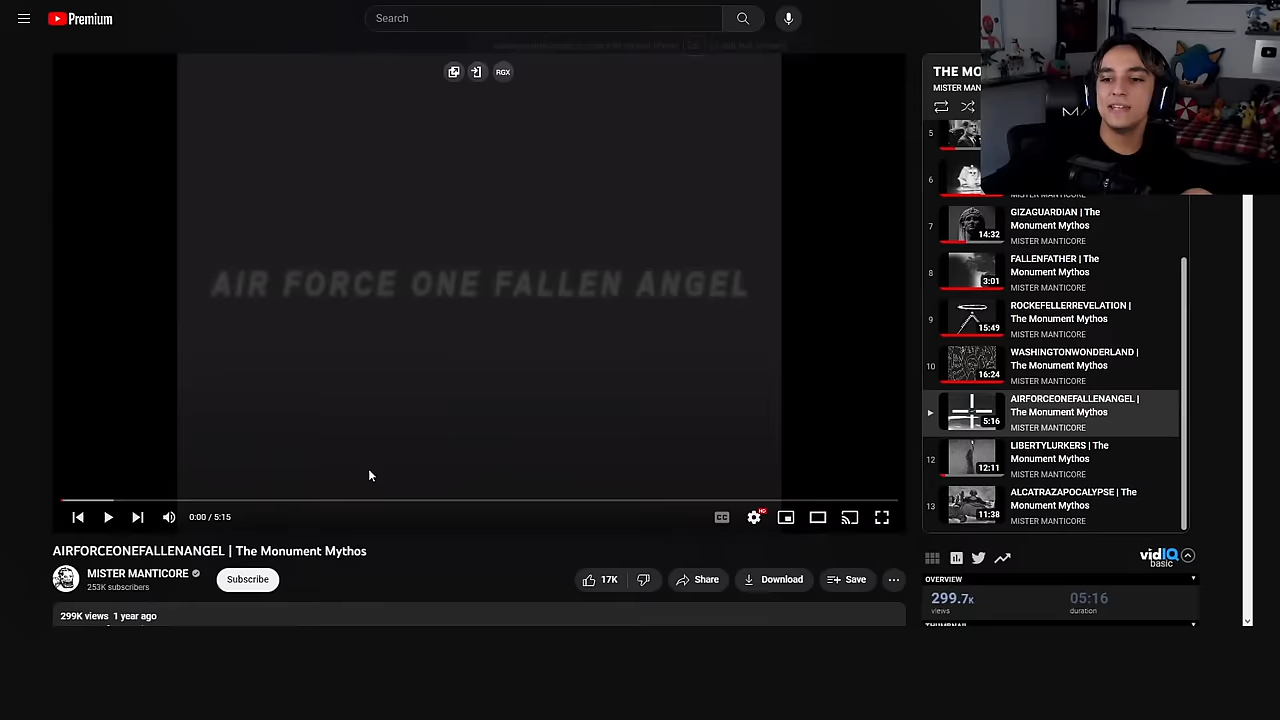 Premium
Search
RGX
AIR FORCE ONE FALLEN ANGEL
0:00 / 5:15
CC
HD
AIRFORCEONEFALLENANGEL | The Monument Mythos
MISTER MANTICORE
253K subscribers
Subscribe
17K
Share
Download
Save
299K views 1 year ago
THE MO
MISTER MAN
5
6
MISTER MANTICORE
7
14:32
GIZAGUARDIAN | The
Monument Mythos
MISTER MANTICORE
8
3:01
FALLENFATHER | The
Monument Mythos
MISTER MANTICORE
9
15:49
ROCKEFELLERREVELATION |
The Monument Mythos
MISTER MANTICORE
10
16:24
WASHINGTONWONDERLAND |
The Monument Mythos
MISTER MANTICORE
5:16
AIRFORCEONEFALLENANGEL |
The Monument Mythos
MISTER MANTICORE
12
12:11
LIBERTYLURKERS | The
Monument Mythos
MISTER MANTICORE
13
11:38
ALCATRAZAPOCALYPSE | The
Monument Mythos
MISTER MANTICORE
vidIQ
basic
OVERVIEW
299.7K
views
05:16
duration
THUMBNAIL